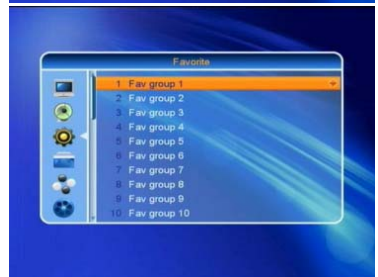 Favorite
1 Fav group 1
2 Fav group 2
3 Fav group 3
4 Fav group 4
5 Fav group 5
6 Fav group 6
7 Fav group 7
8 Fav group 8
9 Fav group 9
10 Fav group 10